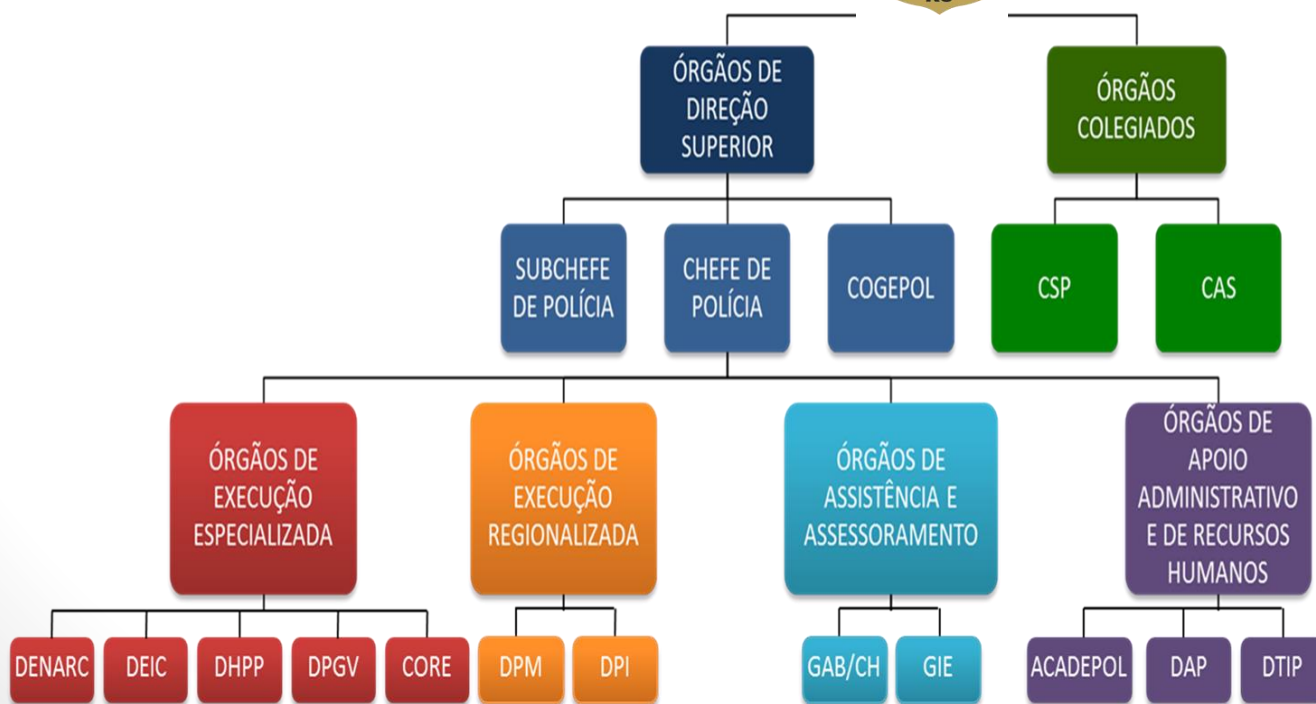 ÓRGÃOS DE
DIREÇÃO
SUPERIOR
ÓRGÃOS
COLEGIADOS
SUBCHEFE
DE POLÍCIA
CHEFE DE
POLÍCIA
COGEPOL
CSP
CAS
ÓRGÃOS DE
EXECUÇÃO
ESPECIALIZADA
ÓRGÃOS DE
EXECUÇÃO
REGIONALIZADA
ÓRGÃOS DE
ASSISTÊNCIA E
ASSESSORAMENTO
ÓRGÃOS DE
APOIO
ADMINISTRATIVO
E DE RECURSOS
HUMANOS
DENARC
DEIC
DHPP
DPGV
CORE
DPM
DPI
GAB/CH
GIE
ACADEPOL
DAP
DTIP